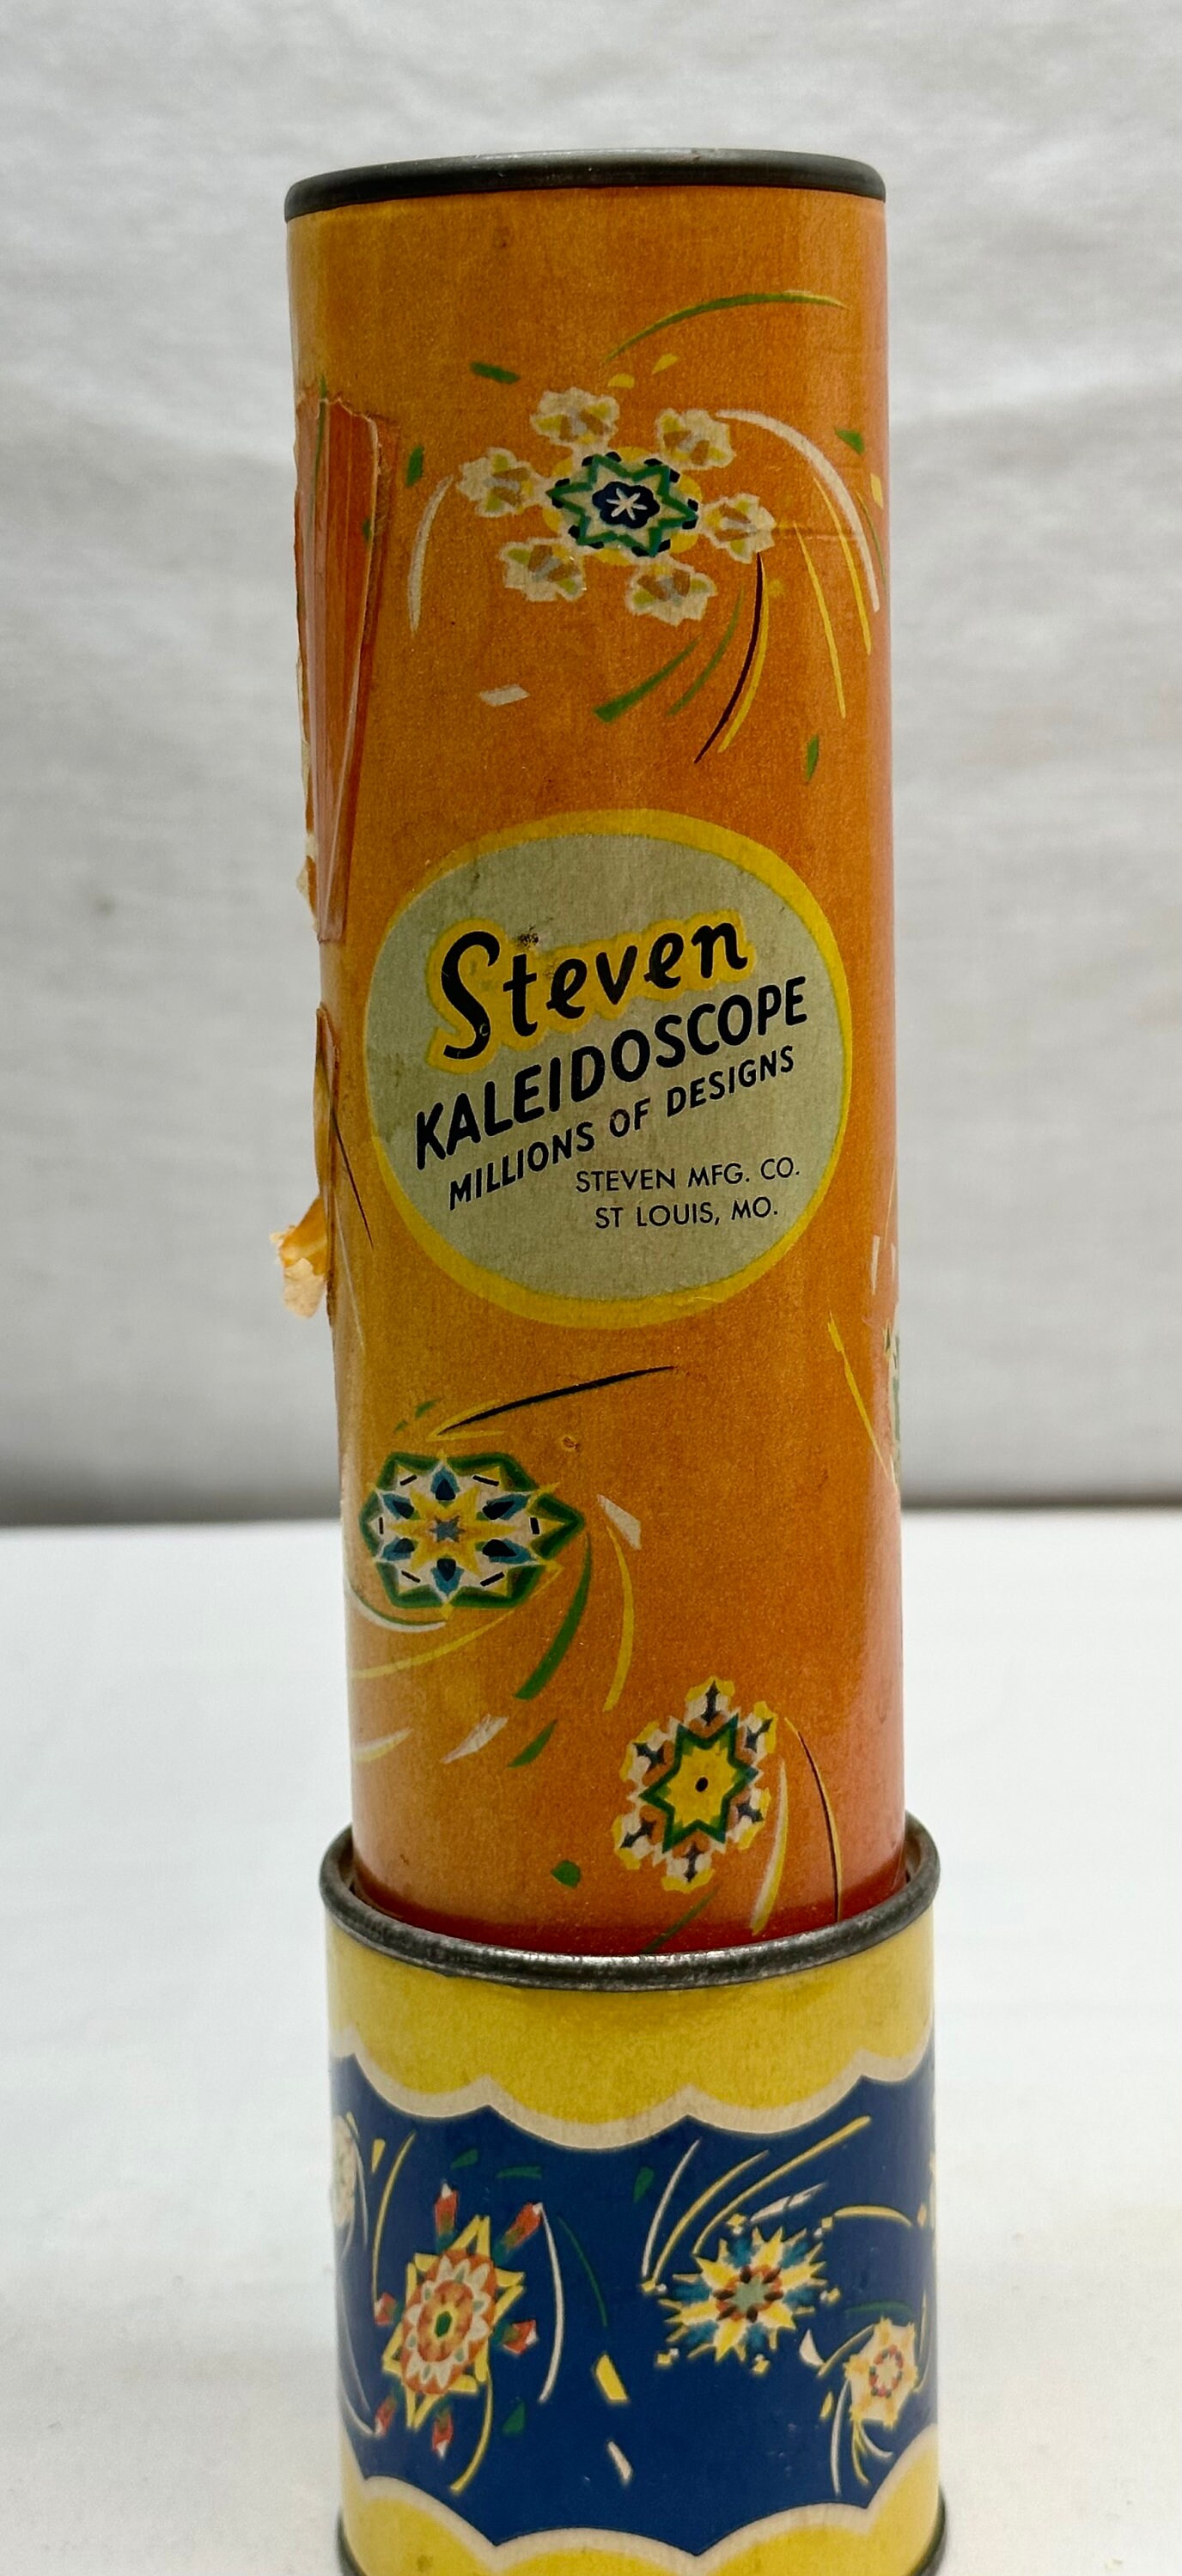 Steven
KALEIDOSCOPE
MILLIONS OF DESIGNS
STEVEN MFG. CO.
ST LOUIS, MO.